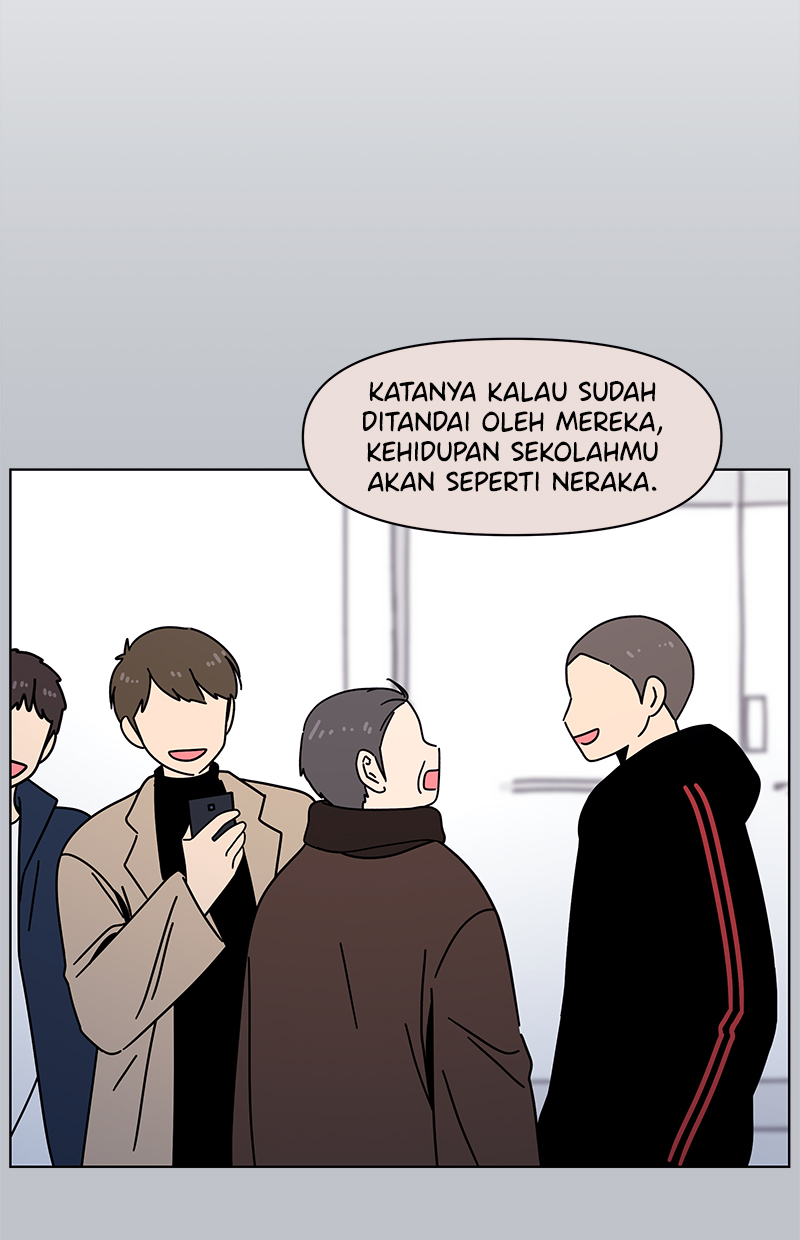 KATANYA KALAU SUDAH
DITANDAI OLEH MEREKA,
KEHIDUPAN SEKOLAHMU
AKAN SEPERTI NERAKA.